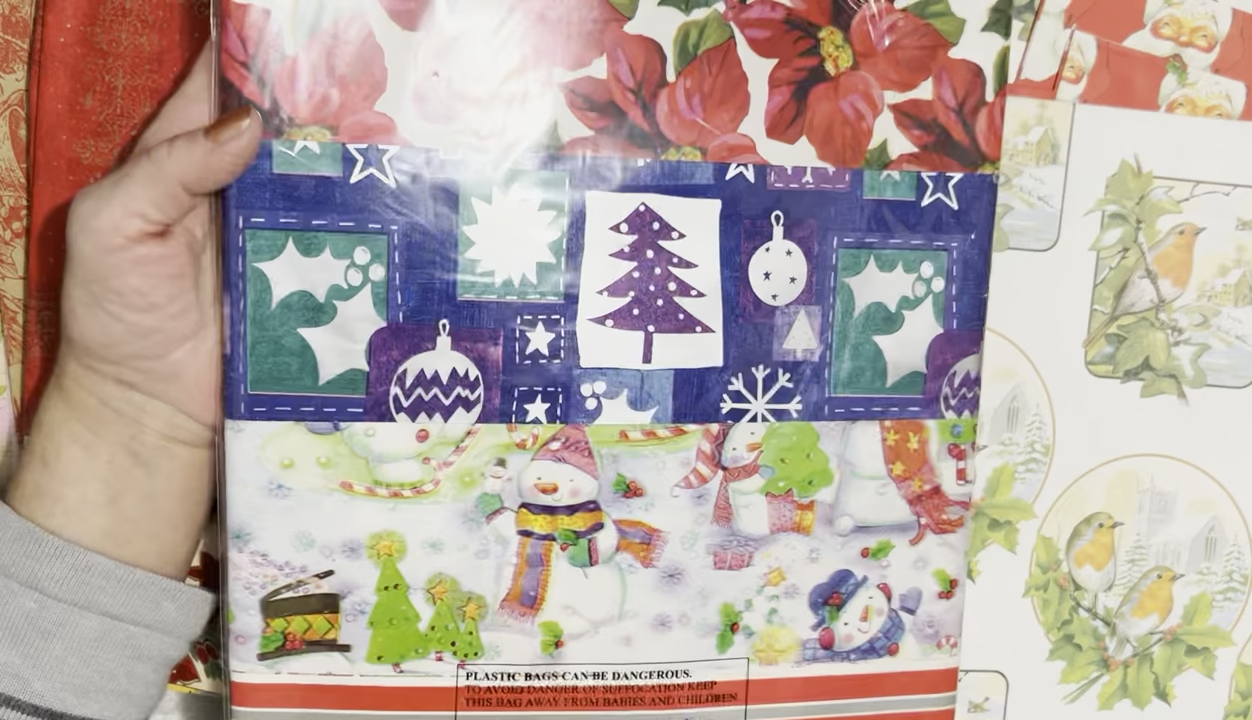 PLASTIC BAGS CAN BE DANGEROUS.
TO AVOID DANGER OF SUFFOCATION KEEP
THIS BAG AWAY FROM BABIES AND CHILDREN.